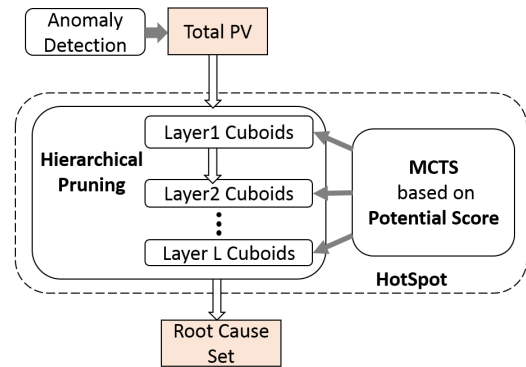 Anomaly
Detection
Total PV
Layer1 Cuboids
Hierarchical
Pruning
Layer2 Cuboids
Layer L Cuboids
MCTS
based on
Potential Score
HotSpot
Root Cause
Set